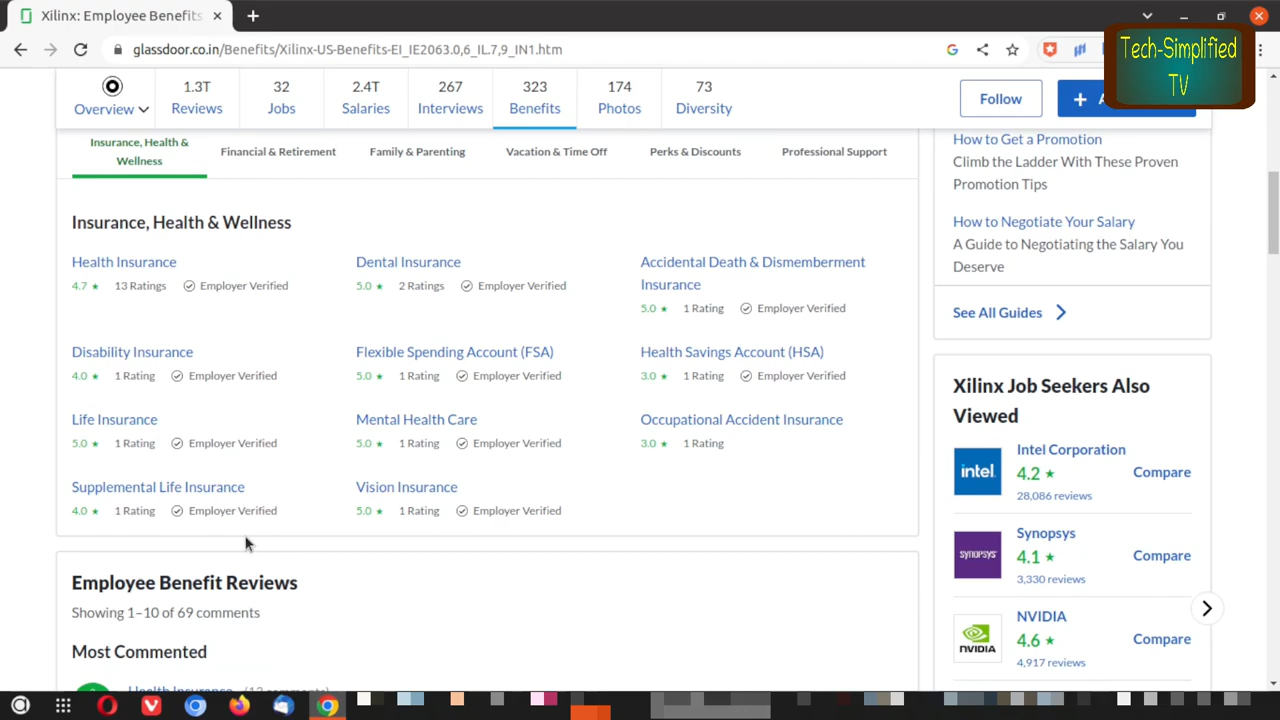 Xilinx: Employee Benefits
glassdoor.co.in/Benefits/Xilinx-US-Benefits-EI_IE2063.0,6_IL.7,9_IN1.htm
Tech-Simplified
TV
Overview
1.3T
Reviews
32
Jobs
2.4T
Salaries
267
Interviews
323
Benefits
174
Photos
73
Diversity
Follow
Insurance, Health &
Wellness
Financial & Retirement
Family & Parenting
Vacation & Time Off
Perks & Discounts
Professional Support
Insurance, Health & Wellness
Health Insurance
4.7 ★ 13 Ratings Employer Verified
Dental Insurance
5.0 ★ 2 Ratings Employer Verified
Accidental Death & Dismemberment
Insurance
5.0 ★ 1 Rating Employer Verified
Disability Insurance
4.0 ★ 1 Rating Employer Verified
Flexible Spending Account (FSA)
5.0 ★ 1 Rating Employer Verified
Health Savings Account (HSA)
3.0 ★ 1 Rating Employer Verified
Life Insurance
5.0 ★ 1 Rating Employer Verified
Mental Health Care
5.0 ★ 1 Rating Employer Verified
Occupational Accident Insurance
3.0 ★ 1 Rating
Supplemental Life Insurance
4.0 ★ 1 Rating Employer Verified
Vision Insurance
5.0 ★ 1 Rating Employer Verified
Employee Benefit Reviews
Showing 1–10 of 69 comments
Most Commented
How to Get a Promotion
Climb the Ladder With These Proven
Promotion Tips
How to Negotiate Your Salary
A Guide to Negotiating the Salary You
Deserve
See All Guides
Xilinx Job Seekers Also
Viewed
intel.
Intel Corporation
4.2 ★
28,086 reviews
Compare
SYNOPSYS
Synopsys
4.1 ★
3,330 reviews
Compare
NVIDIA
NVIDIA
4.6 ★
4,917 reviews
Compare